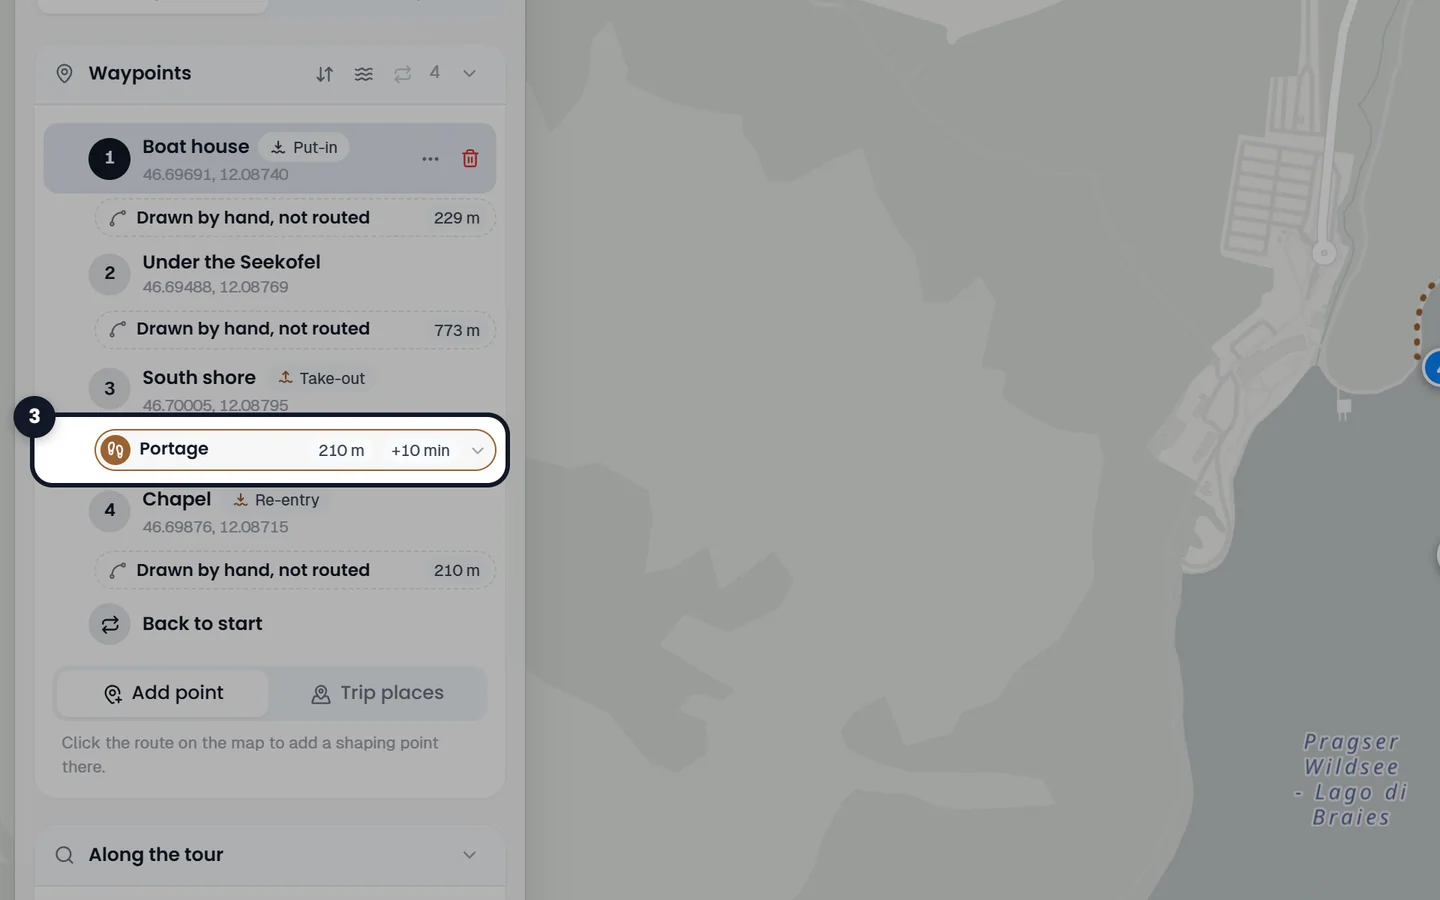 Waypoints
4
1
Boat house
Put-in
46.69691, 12.08740
Drawn by hand, not routed
229 m
2
Under the Seekofel
46.69488, 12.08769
Drawn by hand, not routed
773 m
3
South shore
Take-out
46.70005, 12.08795
3
Portage
210 m
+10 min
4
Chapel
Re-entry
46.69876, 12.08715
Drawn by hand, not routed
210 m
Back to start
Add point
Trip places
Click the route on the map to add a shaping point
there.
Along the tour
Pragser
Wildsee
- Lago di
Braies